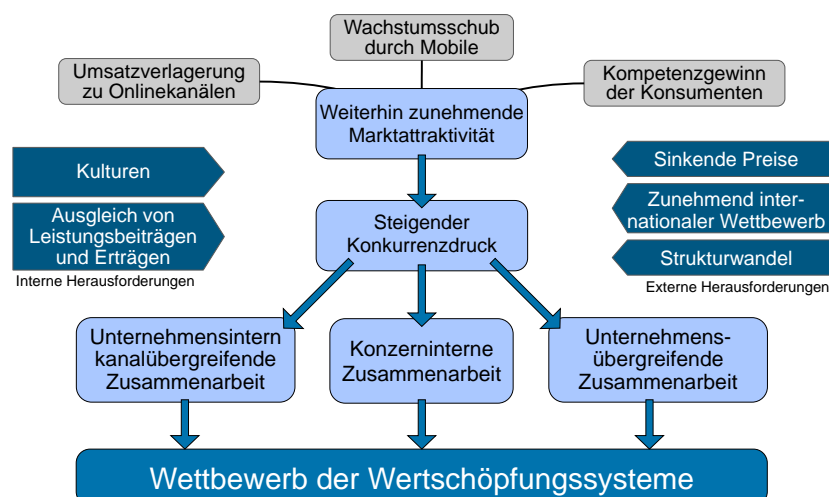 Wachstumsschub
durch Mobile
Umsatzverlagerung
zu Onlinekanälen
Kompetenzgewinn
der Konsumenten
Weiterhin zunehmende
Marktattraktivität
Kulturen
Ausgleich von
Leistungsbeiträgen
und Erträgen
Interne Herausforderungen
Steigender
Konkurrenzdruck
Sinkende Preise
Zunehmend inter-
nationaler Wettbewerb
Strukturwandel
Externe Herausforderungen
Unternehmensintern
kanalübergreifende
Zusammenarbeit
Konzerninterne
Zusammenarbeit
Unternehmens-
übergreifende
Zusammenarbeit
Wettbewerb der Wertschöpfungssysteme